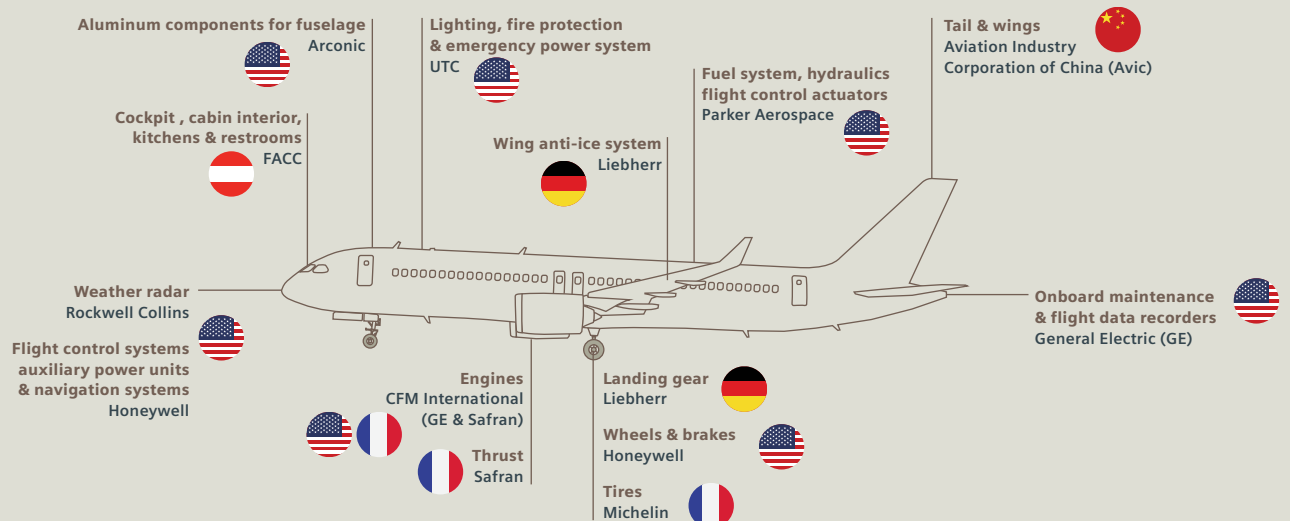 Aluminum components for fuselage
Arconic
Lighting, fire protection
& emergency power system
UTC
Tail & wings
Aviation Industry
Corporation of China (Avic)
Fuel system, hydraulics
flight control actuators
Parker Aerospace
Cockpit , cabin interior,
kitchens & restrooms
FACC
Wing anti-ice system
Liebherr
Weather radar
Rockwell Collins
Flight control systems
auxiliary power units
& navigation systems
Honeywell
Onboard maintenance
& flight data recorders
General Electric (GE)
Engines
CFM International
(GE & Safran)
Thrust
Safran
Landing gear
Liebherr
Wheels & brakes
Honeywell
Tires
Michelin